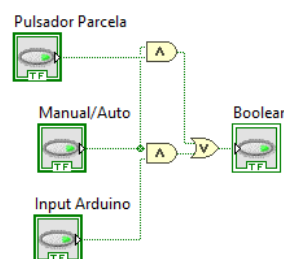 Pulsador Parcela
TF
Manual/Auto
Boolean
TF
TF
Input Arduino
TF